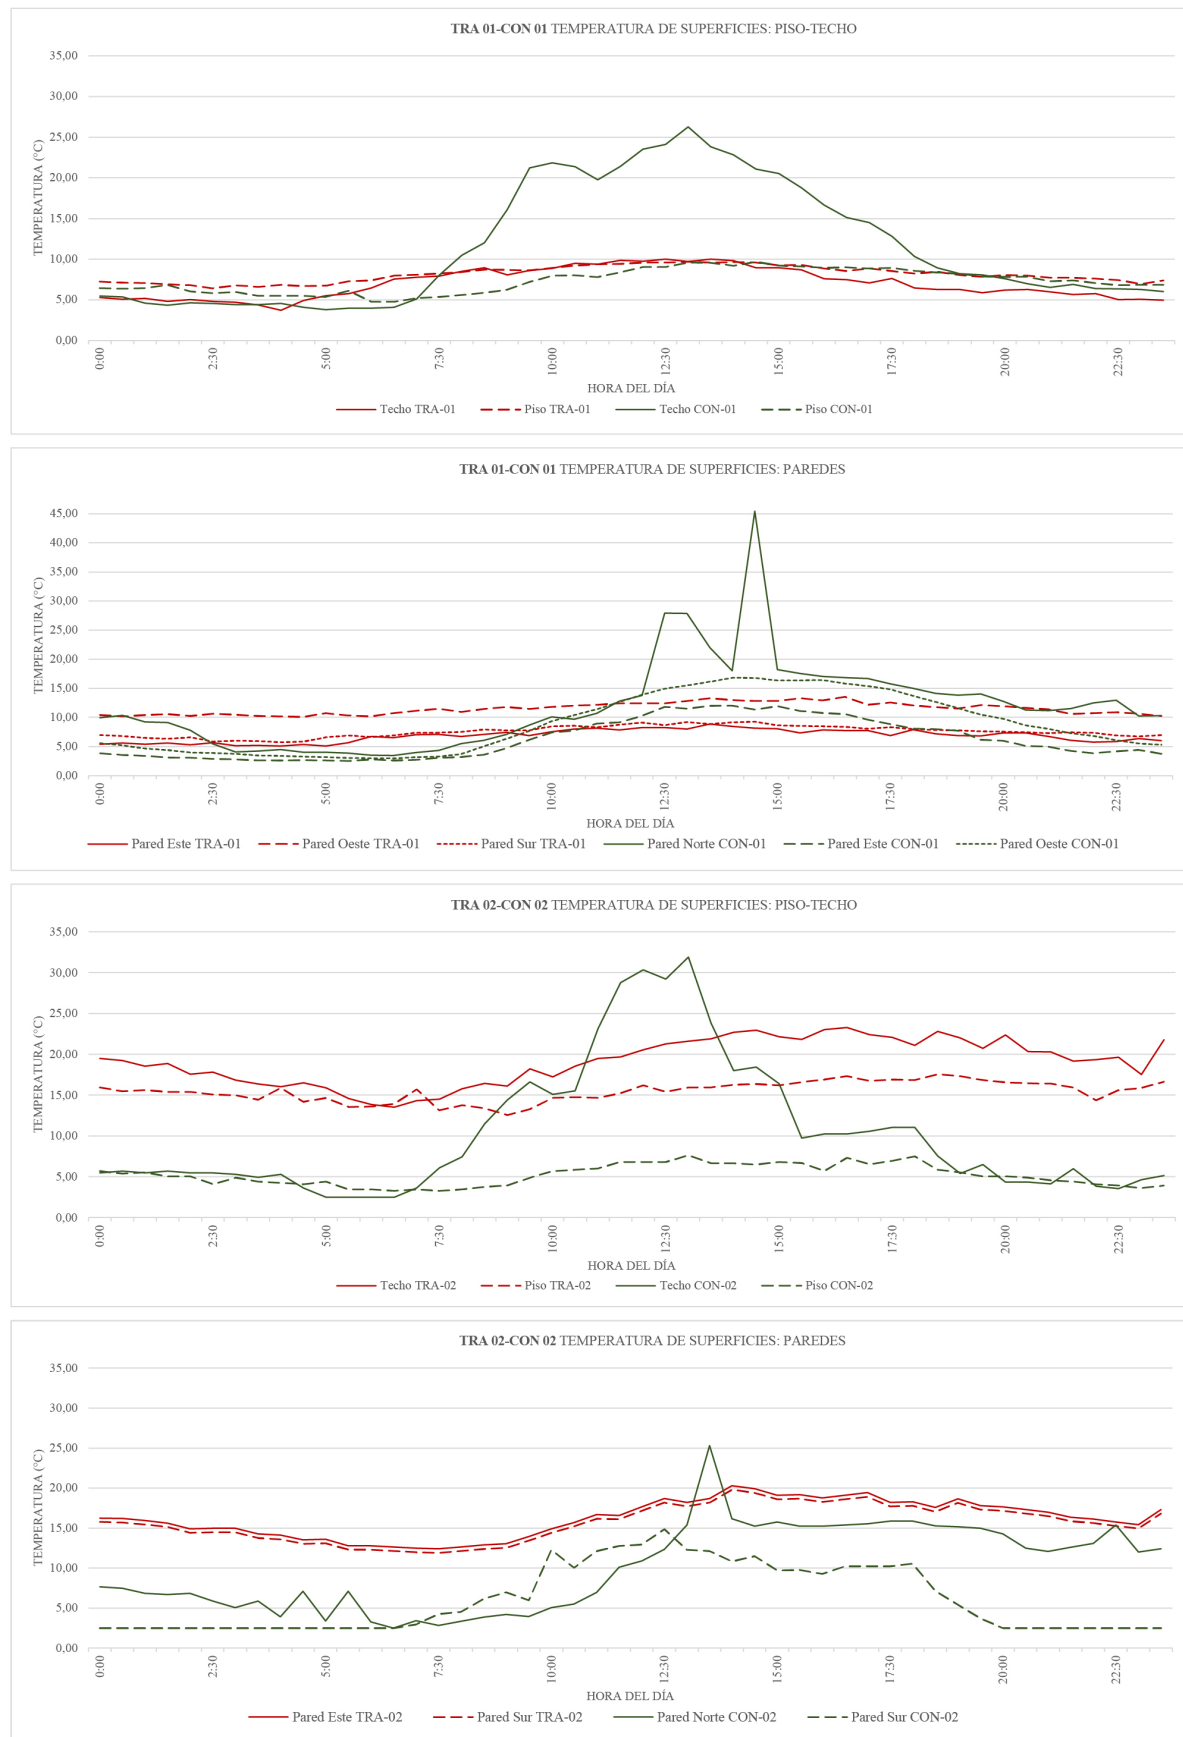 TRA 01-CON 01 TEMPERATURA DE SUPERFICIES: PISO-TECHO
35,00
30,00
25,00
20,00
15,00
10,00
5,00
0,00
TEMPERATURA (°C)
0:00 2:30 5:00 7:30 10:00 12:30 15:00 17:30 20:00 22:30
HORA DEL DÍA
Techo TRA-01 Piso TRA-01 Techo CON-01 Piso CON-01
TRA 01-CON 01 TEMPERATURA DE SUPERFICIES: PAREDES
45,00
40,00
35,00
30,00
25,00
20,00
15,00
10,00
5,00
0,00
TEMPERATURA (°C)
0:00 2:30 5:00 7:30 10:00 12:30 15:00 17:30 20:00 22:30
HORA DEL DÍA
Pared Este TRA-01 Pared Oeste TRA-01 Pared Sur TRA-01 Pared Norte CON-01 Pared Este CON-01 Pared Oeste CON-01
TRA 02-CON 02 TEMPERATURA DE SUPERFICIES: PISO-TECHO
35,00
30,00
25,00
20,00
15,00
10,00
5,00
0,00
TEMPERATURA (°C)
0:00 2:30 5:00 7:30 10:00 12:30 15:00 17:30 20:00 22:30
HORA DEL DÍA
Techo TRA-02 Piso TRA-02 Techo CON-02 Piso CON-02
TRA 02-CON 02 TEMPERATURA DE SUPERFICIES: PAREDES
35,00
30,00
25,00
20,00
15,00
10,00
5,00
0,00
TEMPERATURA (°C)
0:00 2:30 5:00 7:30 10:00 12:30 15:00 17:30 20:00 22:30
HORA DEL DÍA
Pared Este TRA-02 Pared Sur TRA-02 Pared Norte CON-02 Pared Sur CON-02